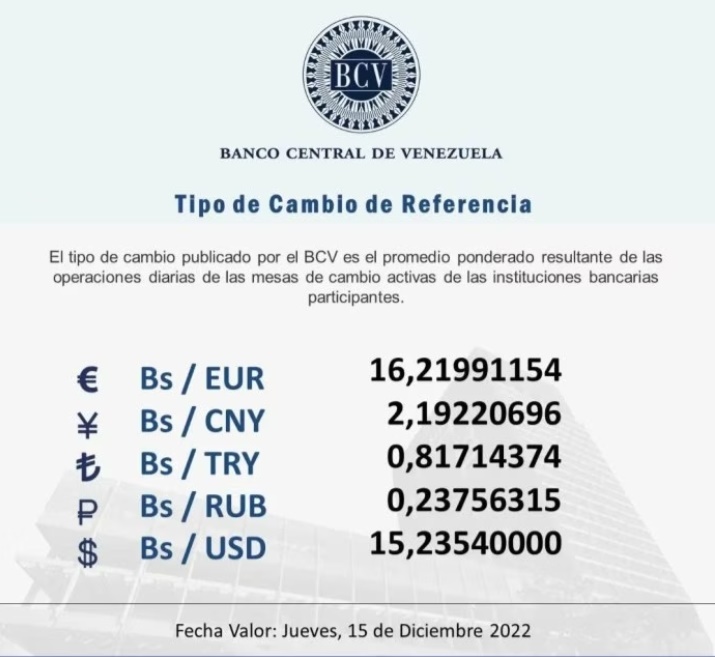 BCV
BANCO CENTRAL DE VENEZUELA
Tipo de Cambio de Referencia
El tipo de cambio publicado por el BCV es el promedio ponderado resultante de las
operaciones diarias de las mesas de cambio activas de las instituciones bancarias
participantes.
€ Bs / EUR 16,21991154
¥ Bs / CNY 2,19220696
₺ Bs / TRY 0,81714374
₽ Bs / RUB 0,23756315
$ Bs / USD 15,23540000
Fecha Valor: Jueves, 15 de Diciembre 2022